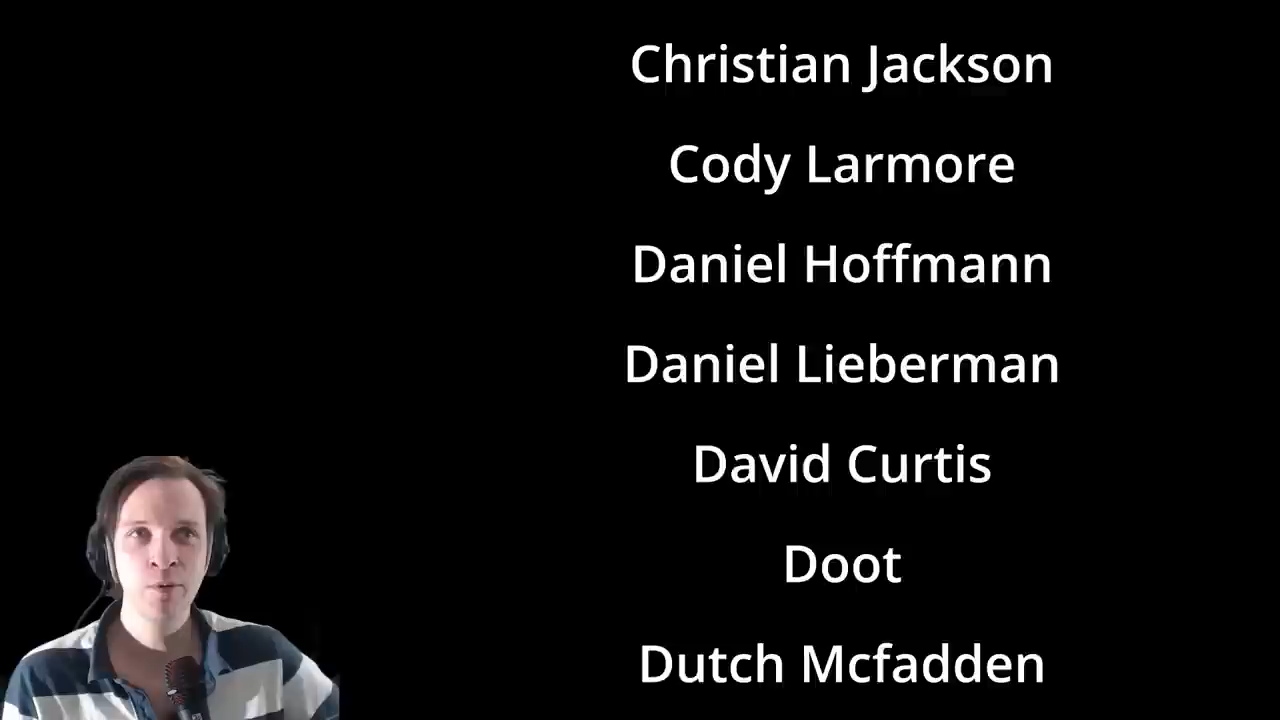 Christian Jackson
Cody Larmore
Daniel Hoffmann
Daniel Lieberman
David Curtis
Doot
Dutch Mcfadden